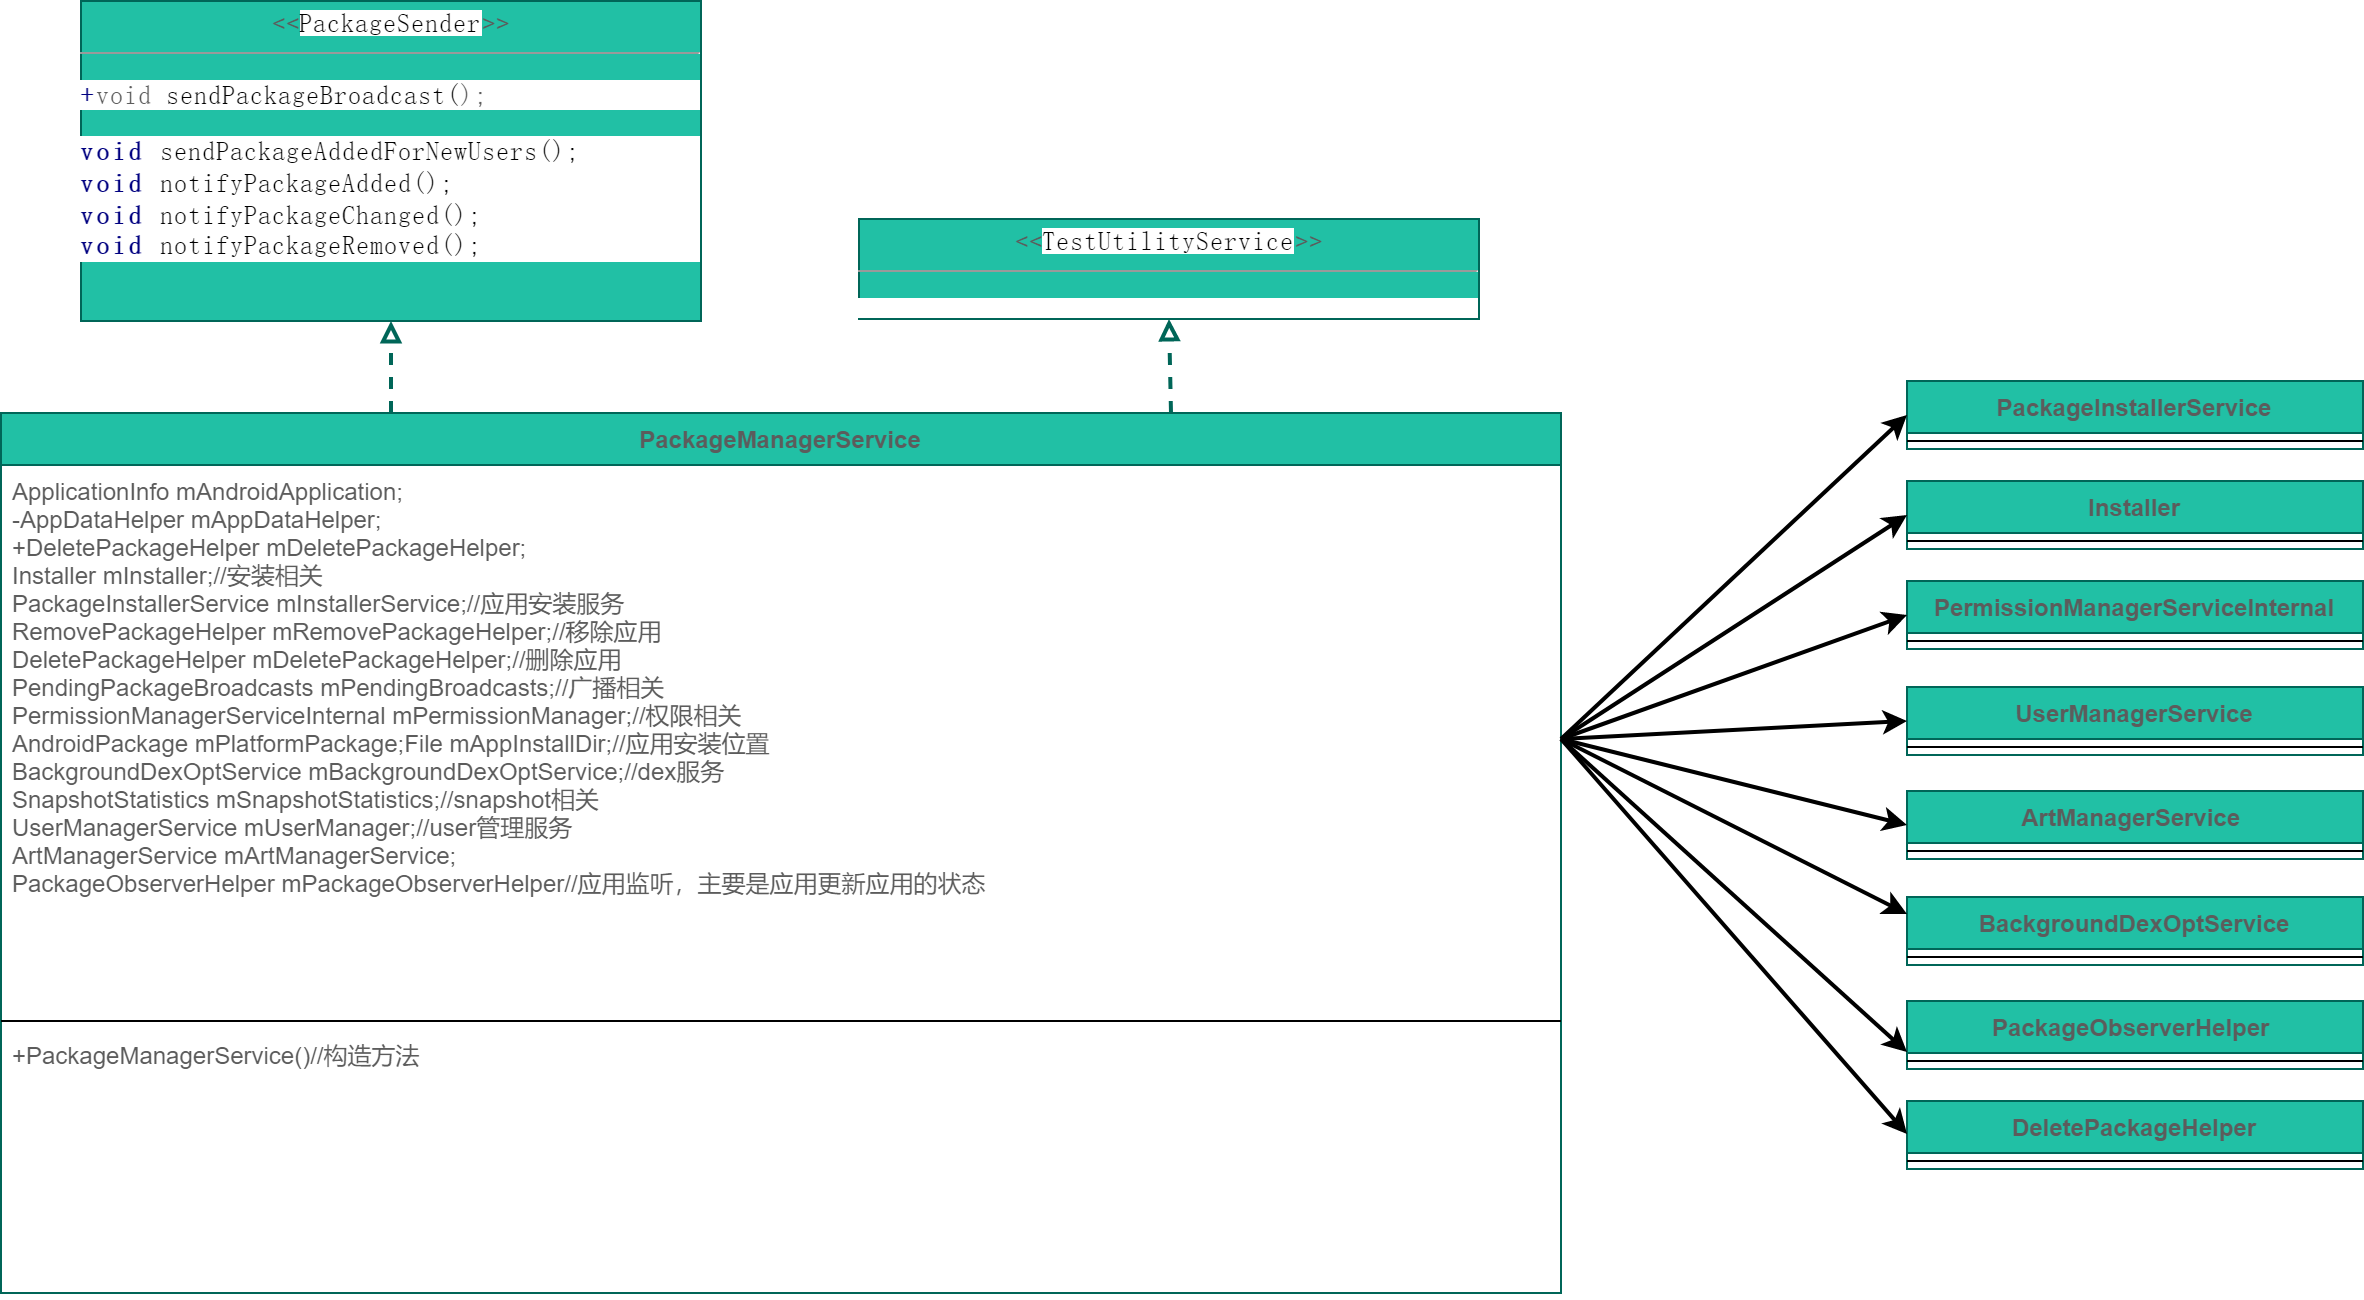 <<PackageSender>>
+void sendPackageBroadcast();
void sendPackageAddedForNewUsers();
void notifyPackageAdded();
void notifyPackageChanged();
void notifyPackageRemoved();
<<TestUtilityService>>
PackageManagerService
ApplicationInfo mAndroidApplication;
-AppDataHelper mAppDataHelper;
+DeletePackageHelper mDeletePackageHelper;
Installer mInstaller;//安装相关
PackageInstallerService mInstallerService;//应用安装服务
RemovePackageHelper mRemovePackageHelper;//移除应用
DeletePackageHelper mDeletePackageHelper;//删除应用
PendingPackageBroadcasts mPendingBroadcasts;//广播相关
PermissionManagerServiceInternal mPermissionManager;//权限相关
AndroidPackage mPlatformPackage;File mAppInstallDir;//应用安装位置
BackgroundDexOptService mBackgroundDexOptService;//dex服务
SnapshotStatistics mSnapshotStatistics;//snapshot相关
UserManagerService mUserManager;//user管理服务
ArtManagerService mArtManagerService;
PackageObserverHelper mPackageObserverHelper//应用监听，主要是应用更新应用的状态
+PackageManagerService()//构造方法
PackageInstallerService
Installer
PermissionManagerServiceInternal
UserManagerService
ArtManagerService
BackgroundDexOptService
PackageObserverHelper
DeletePackageHelper